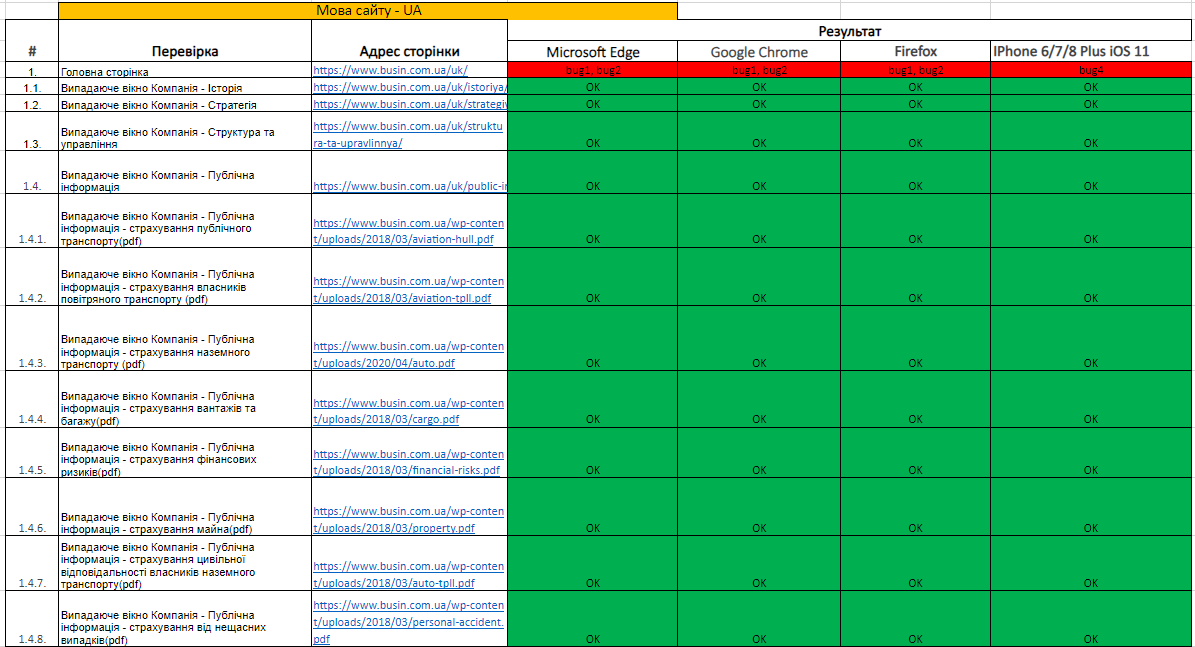 Мова сайту - UA
Результат
# Перевірка Адрес сторінки Microsoft Edge Google Chrome Firefox IPhone 6/7/8 Plus iOS 11
1. Головна сторінка https://www.busin.com.ua/uk/ bug1, bug2 bug1, bug2 bug1, bug2 bug4
1.1. Випадаюче вікно Компанія - Історія https://www.busin.com.ua/uk/istoriya/ OK OK OK OK
1.2. Випадаюче вікно Компанія - Стратегія https://www.busin.com.ua/uk/strategiy OK OK OK OK
Випадаюче вікно Компанія - Структура та https://www.busin.com.ua/uk/struktu
1.3. управління ra-ta-upravlinnya/ OK OK OK OK
Випадаюче вікно Компанія - Публічна
1.4. інформація https://www.busin.com.ua/uk/public-in OK OK OK OK
Випадаюче вікно Компанія - Публічна
інформація - страхування публічного https://www.busin.com.ua/wp-conten
1.4.1. транспорту(pdf) t/uploads/2018/03/aviation-hull.pdf OK OK OK OK
Випадаюче вікно Компанія - Публічна
інформація - страхування власників https://www.busin.com.ua/wp-conten
1.4.2. повітряного транспорту (pdf) t/uploads/2018/03/aviation-tpll.pdf OK OK OK OK
Випадаюче вікно Компанія - Публічна
інформація - страхування наземного https://www.busin.com.ua/wp-conten
1.4.3. транспорту (pdf) t/uploads/2020/04/auto.pdf OK OK OK OK
Випадаюче вікно Компанія - Публічна
інформація - страхування вантажів та https://www.busin.com.ua/wp-conten
1.4.4. багажу(pdf) t/uploads/2018/03/cargo.pdf OK OK OK OK
Випадаюче вікно Компанія - Публічна
інформація - страхування фінансових https://www.busin.com.ua/wp-conten
1.4.5. ризиків(pdf) t/uploads/2018/03/financial-risks.pdf OK OK OK OK
Випадаюче вікно Компанія - Публічна https://www.busin.com.ua/wp-conten
1.4.6. інформація - страхування майна(pdf) t/uploads/2018/03/property.pdf OK OK OK OK
Випадаюче вікно Компанія - Публічна
інформація - страхування цивільної
відповідальності власників наземного https://www.busin.com.ua/wp-conten
1.4.7. транспорту(pdf) t/uploads/2018/03/auto-tpll.pdf OK OK OK OK
Випадаюче вікно Компанія - Публічна https://www.busin.com.ua/wp-conten
інформація - страхування від нещасних t/uploads/2018/03/personal-accident.
1.4.8. випадків(pdf) pdf OK OK OK OK